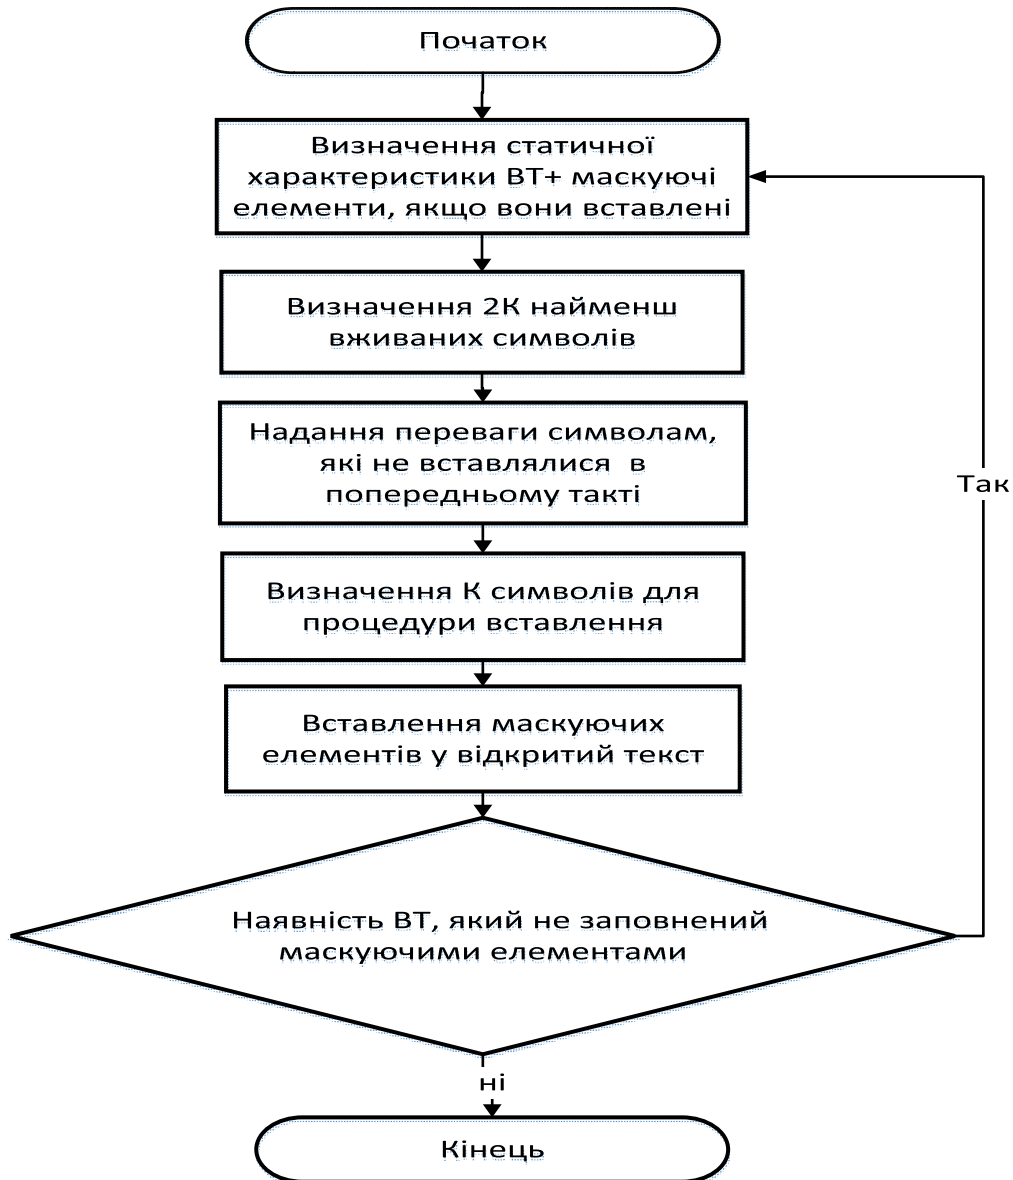 Початок
Визначення статичної
характеристики ВТ+ маскуючі
елементи, якщо вони вставлені
Визначення 2К найменш
вживаних символів
Надання переваги символам,
які не вставлялися в
попередньому такті
Так
Визначення К символів для
процедури вставлення
Вставлення маскуючих
елементів у відкритий текст
Наявність ВТ, який не заповнений
маскуючими елементами
ні
Кінець